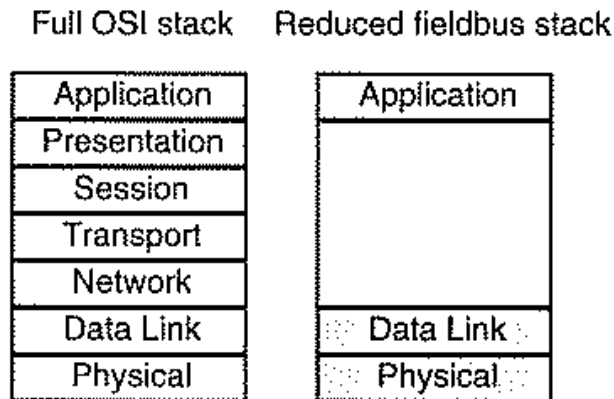 Full OSI stack
Reduced fieldbus stack
Application
Presentation
Session
Transport
Network
Data Link
Physical
Application
Data Link
Physical